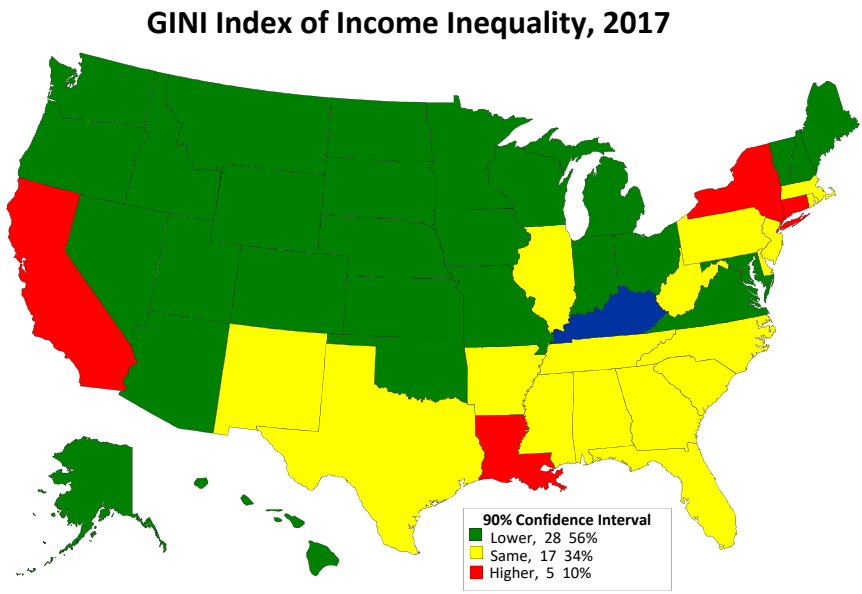 GINI Index of Income Inequality, 2017
90% Confidence Interval
Lower, 28 56%
Same, 17 34%
Higher, 5 10%